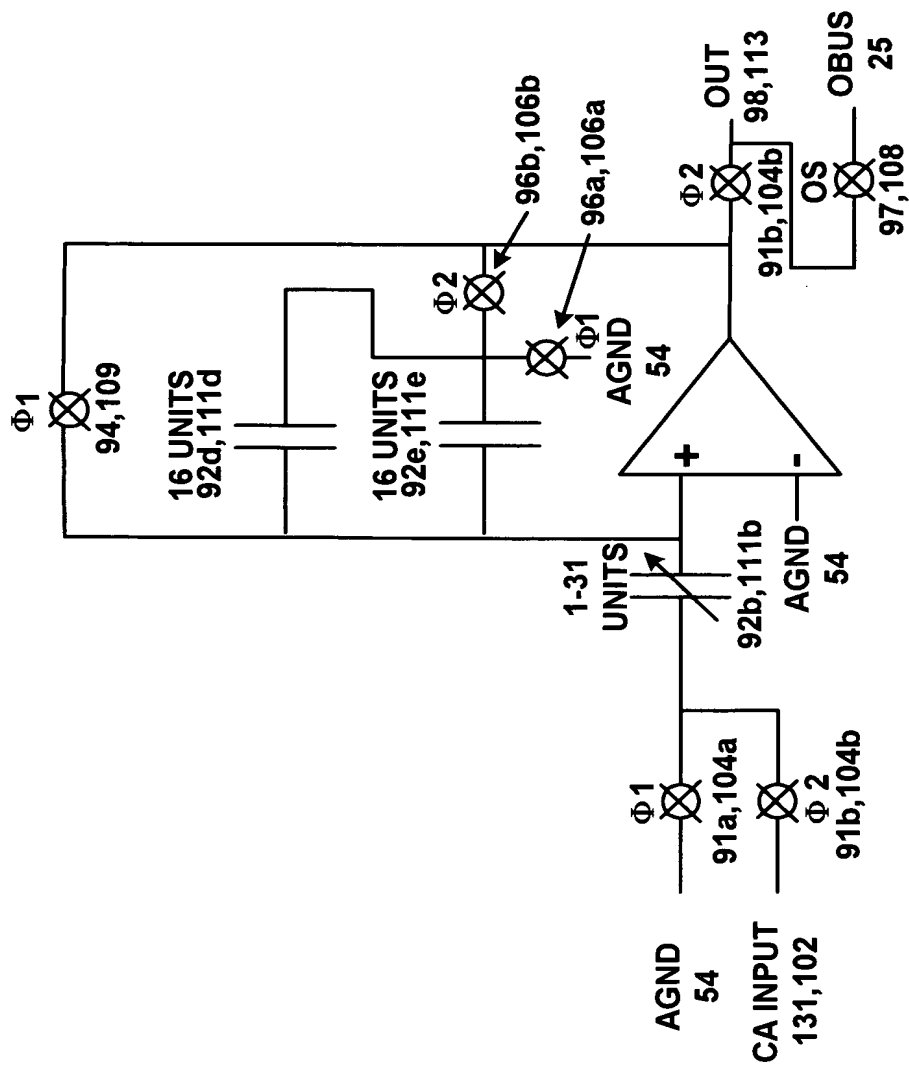 Φ1
94,109
16 UNITS
92d,111d
16 UNITS
92e,111e
Φ2
96b,106b
96a,106a
Φ1
AGND
54
1-31
UNITS
92b,111b
+
-
AGND
54
Φ1
91a,104a
Φ2
91b,104b
AGND
54
CA INPUT
131,102
Φ2
91b,104b
OUT
98,113
OS
97,108
OBUS
25